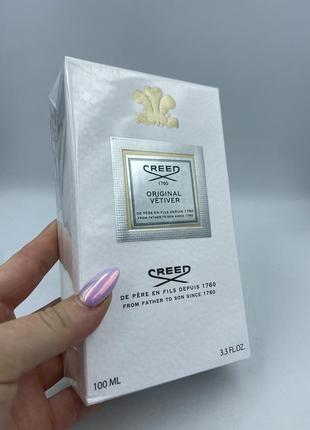 CREED
1760
ORIGINAL
VÉTIVER
DE PÈRE EN FILS DEPUIS 1760
FROM FATHER TO SON SINCE 1760
CREED
DE PÈRE EN FILS DEPUIS 1760
FROM FATHER TO SON SINCE 1760
100 ML
3.3 FL.OZ.